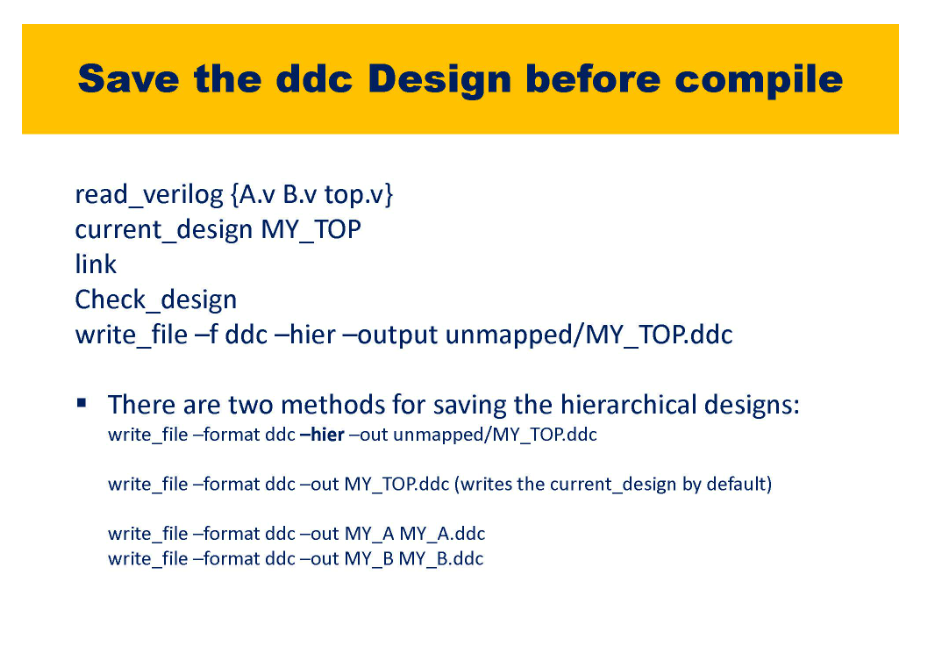 Save the ddc Design before compile
read_verilog {A.v B.v top.v}
current_design MY_TOP
link
Check_design
write_file –f ddc –hier –output unmapped/MY_TOP.ddc
▪ There are two methods for saving the hierarchical designs:
write_file –format ddc –hier –out unmapped/MY_TOP.ddc
write_file –format ddc –out MY_TOP.ddc (writes the current_design by default)
write_file –format ddc –out MY_A MY_A.ddc
write_file –format ddc –out MY_B MY_B.ddc